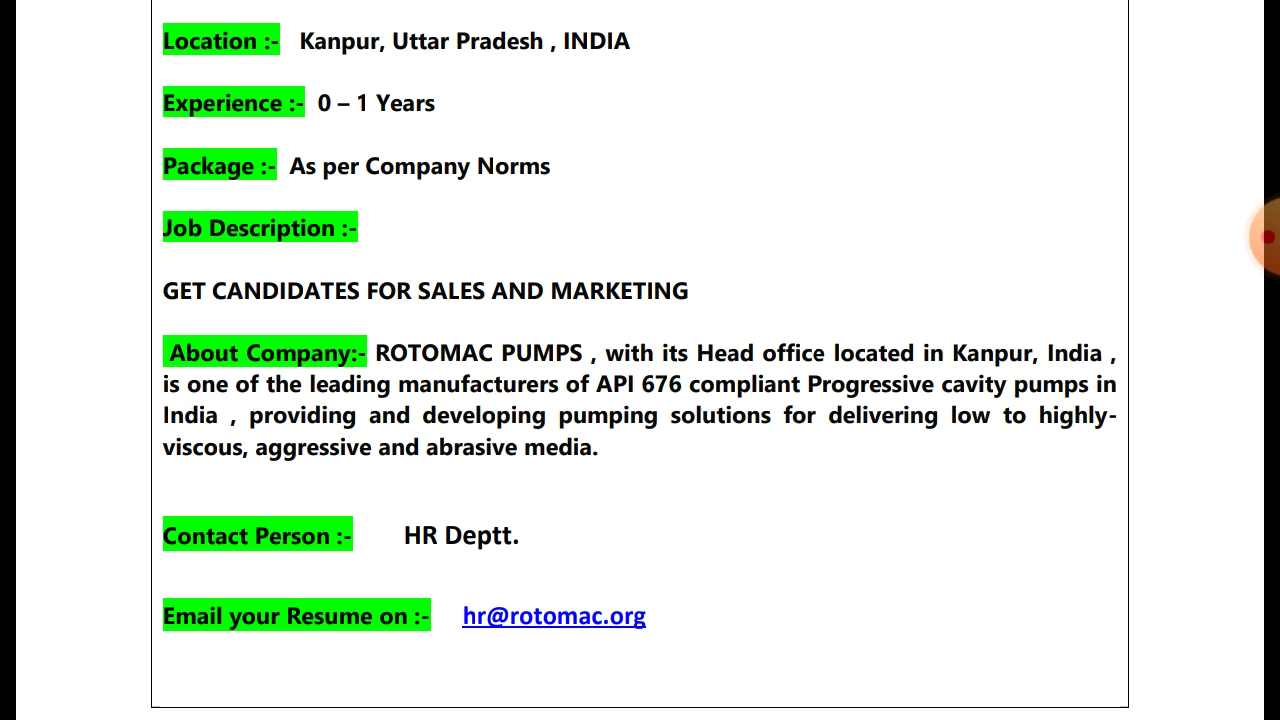 Location :- Kanpur, Uttar Pradesh , INDIA
Experience :- 0 – 1 Years
Package :- As per Company Norms
Job Description :-
GET CANDIDATES FOR SALES AND MARKETING
About Company:- ROTOMAC PUMPS , with its Head office located in Kanpur, India ,
is one of the leading manufacturers of API 676 compliant Progressive cavity pumps in
India , providing and developing pumping solutions for delivering low to highly-
viscous, aggressive and abrasive media.
Contact Person :- HR Deptt.
Email your Resume on :- hr@rotomac.org